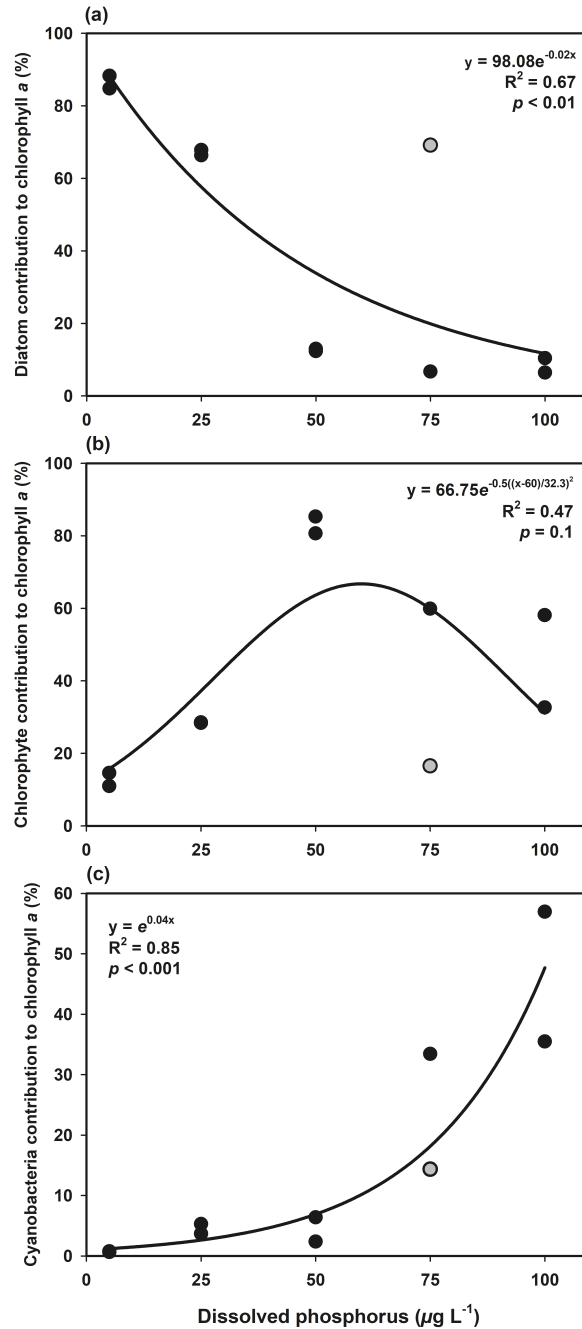 (a)
Diatom contribution to chlorophyll a (%)
100
80
60
40
20
0
y = 98.08e^-0.02x
R² = 0.67
p < 0.01
0 25 50 75 100
(b)
Chlorophyte contribution to chlorophyll a (%)
100
80
60
40
20
0
y = 66.75e^-0.5((x-60)/32.3)²
R² = 0.47
p = 0.1
0 25 50 75 100
(c)
Cyanobacteria contribution to chlorophyll a (%)
60
50
40
30
20
10
0
y = e^0.04x
R² = 0.85
p < 0.001
0 25 50 75 100
Dissolved phosphorus (µg L⁻¹)